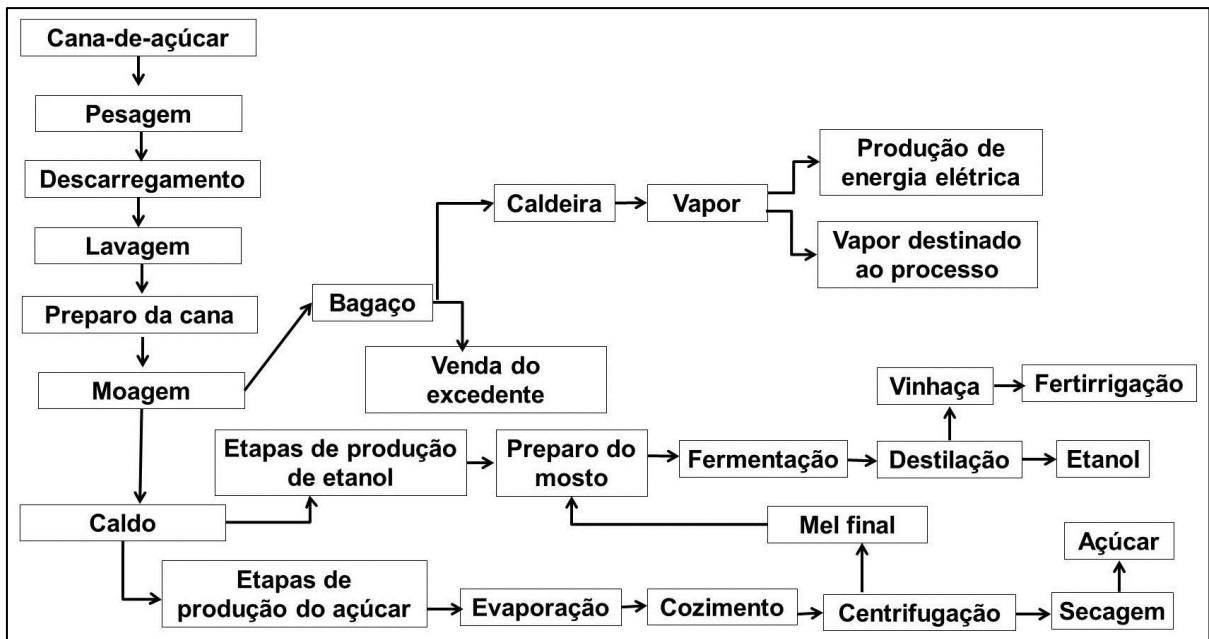 Cana-de-açúcar
Pesagem
Descarregamento
Lavagem
Preparo da cana
Moagem
Bagaço
Caldeira
Vapor
Produção de
energia elétrica
Vapor destinado
ao processo
Venda do
excedente
Caldo
Etapas de produção
de etanol
Preparo do
mosto
Fermentação
Destilação
Etanol
Vinhaça
Fertirrigação
Etapas de
produção do açúcar
Evaporação
Cozimento
Centrifugação
Mel final
Secagem
Açúcar